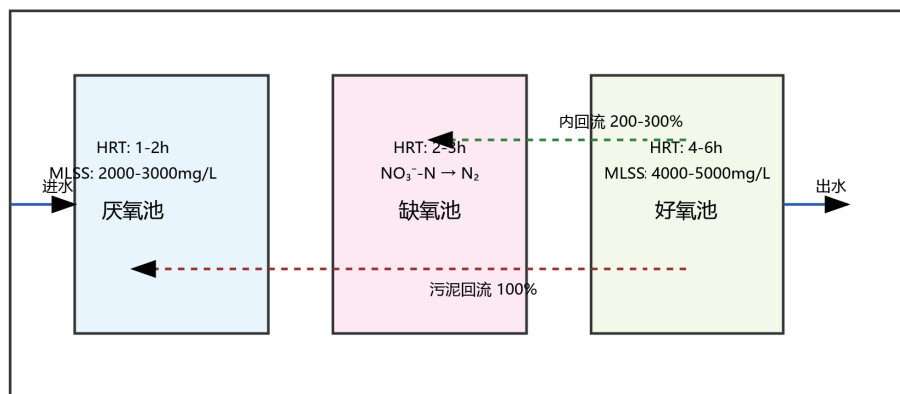 HRT: 1-2h
MLSS: 2000-3000mg/L
进水
厌氧池
HRT: 2-3h
NO₃⁻-N → N₂
缺氧池
内回流 200-300%
HRT: 4-6h
MLSS: 4000-5000mg/L
好氧池
出水
污泥回流 100%